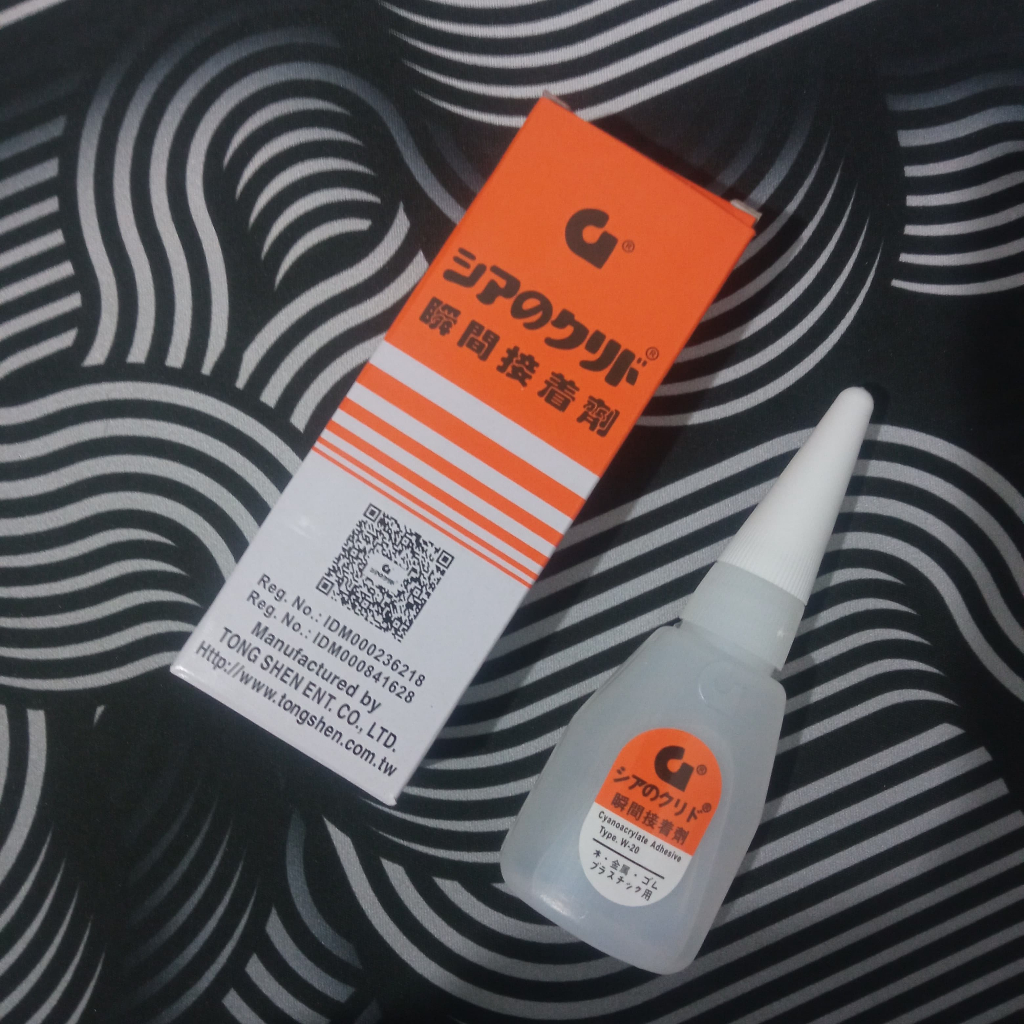 G®
シアのクリド®
瞬間接着劑
Reg. No.: IDM000236218
Reg. No.: IDM000841628
Manufactured by
TONG SHEN ENT. CO., LTD.
Http://www.tongshen.com.tw
G®
シアのクリド®
瞬間接着劑
Cyanoacrylate Adhesive
Type. W-20
木・金属・ゴム
プラスチック用